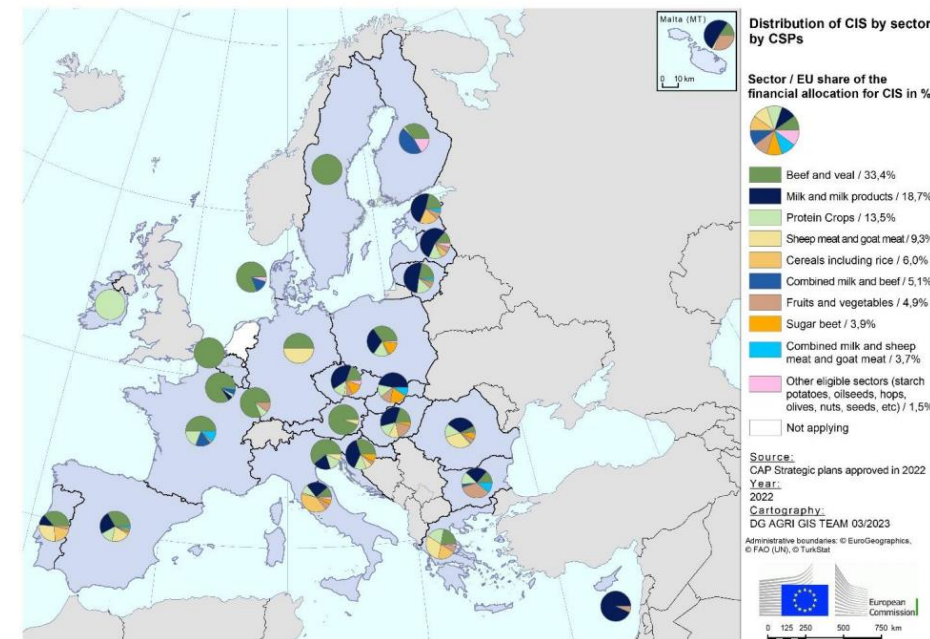 Malta (MT)
0 10 km
Distribution of CIS by sector
by CSPs
Sector / EU share of the
financial allocation for CIS in %
Beef and veal / 33,4%
Milk and milk products / 18,7%
Protein Crops / 13,5%
Sheep meat and goat meat / 9,3%
Cereals including rice / 6,0%
Combined milk and beef / 5,1%
Fruits and vegetables / 4,9%
Sugar beet / 3,9%
Combined milk and sheep
meat and goat meat / 3,7%
Other eligible sectors (starch
potatoes, oilseeds, hops,
olives, nuts, seeds, etc) / 1,5%
Not applying
Source:
CAP Strategic plans approved in 2022
Year:
2022
Cartography:
DG AGRI GIS TEAM 03/2023
Administrative boundaries: © EuroGeographics,
© FAO (UN), © TurkStat
European
Commission
0 125 250 500 750 km